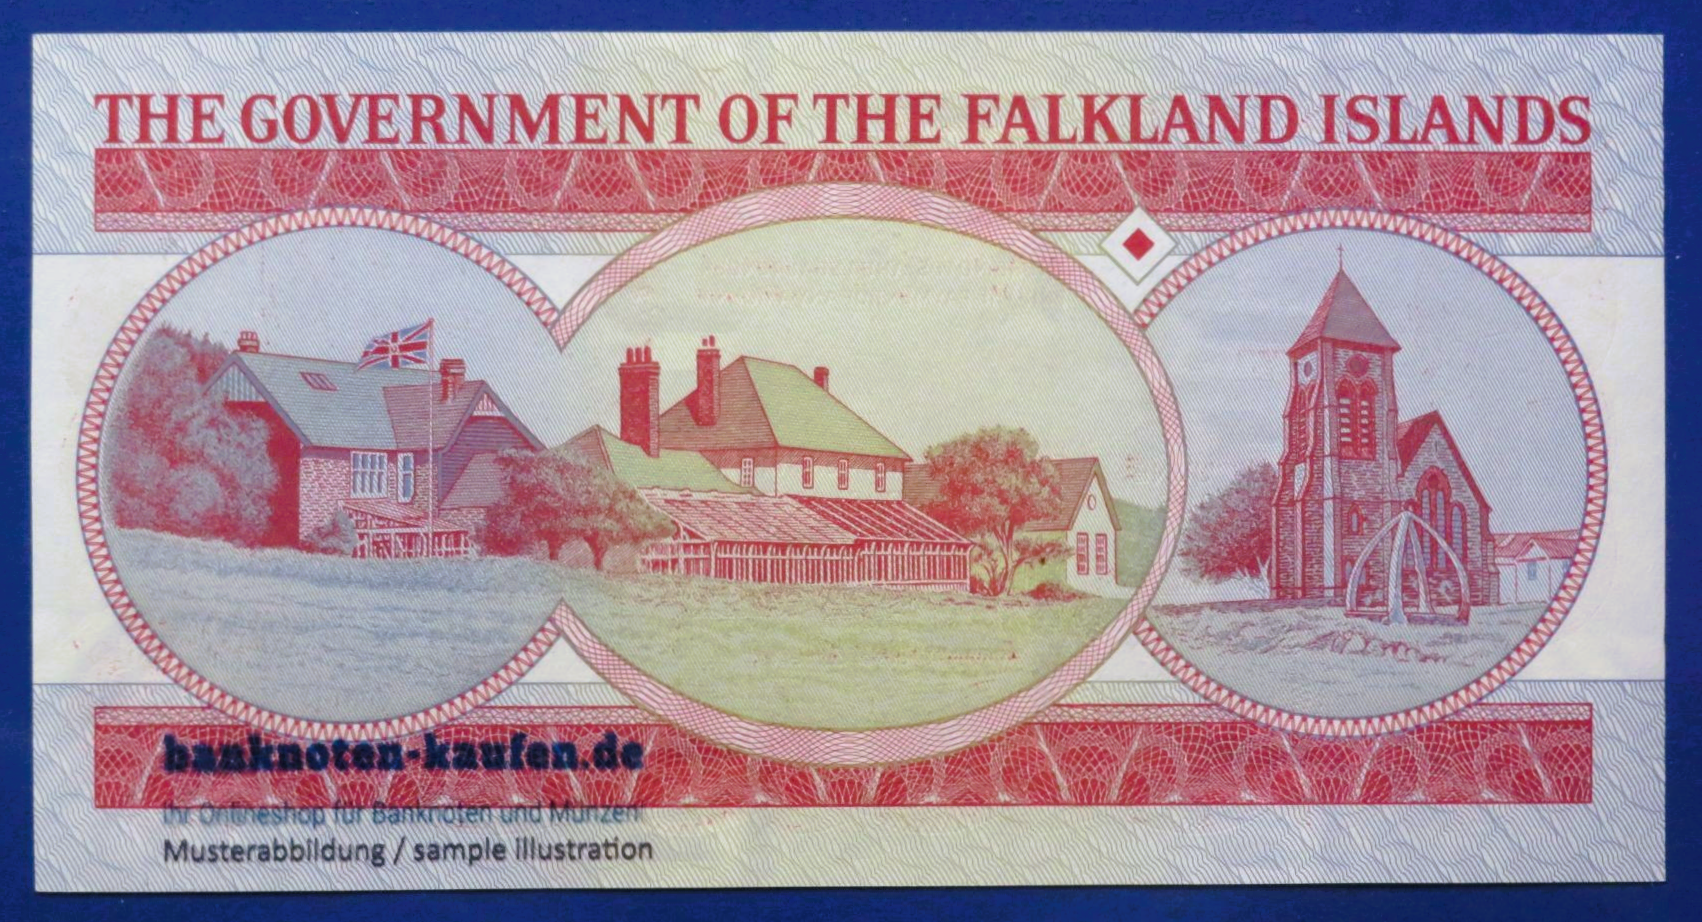 THE GOVERNMENT OF THE FALKLAND ISLANDS
banknoten-kaufen.de
Ihr Onlineshop für Banknoten und Münzen
Musterabbildung / sample illustration